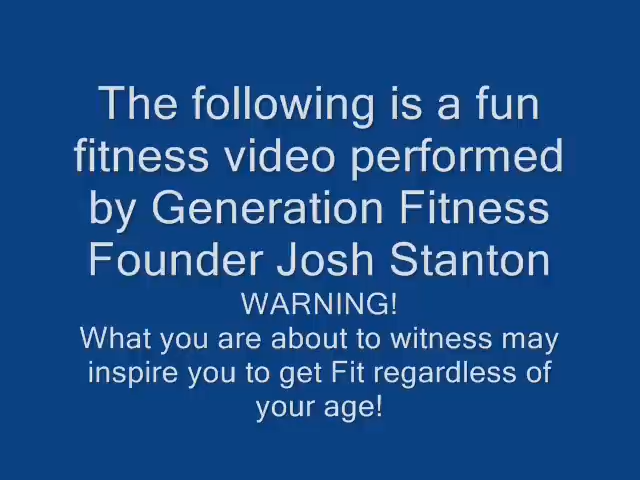 The following is a fun
fitness video performed
by Generation Fitness
Founder Josh Stanton
WARNING!
What you are about to witness may
inspire you to get Fit regardless of
your age!